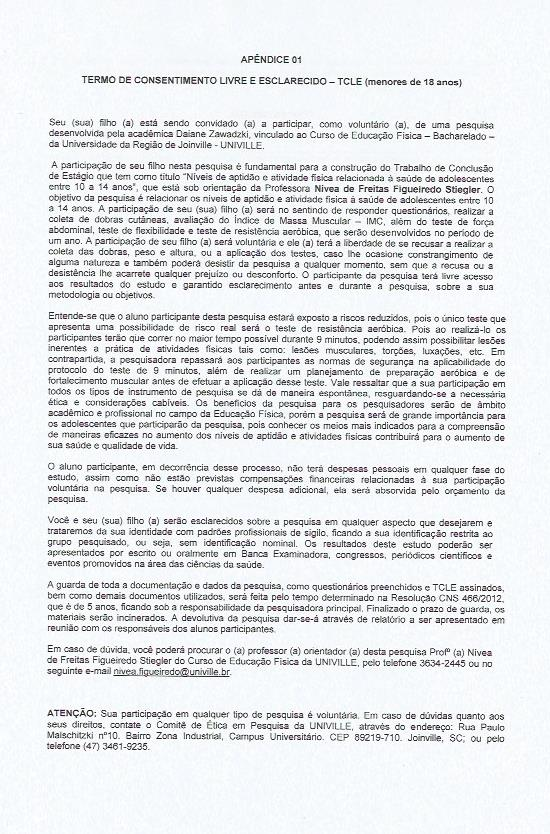 APÊNDICE 01
TERMO DE CONSENTIMENTO LIVRE E ESCLARECIDO – TCLE (menores de 18 anos)
Seu (sua) filho (a) está sendo convidado (a) a participar, como voluntário (a), de uma pesquisa
desenvolvida pela acadêmica Daiane Zawadzki, vinculado ao Curso de Educação Física – Bacharelado –
da Universidade da Região de Joinville - UNIVILLE.
A participação de seu filho nesta pesquisa é fundamental para a construção do Trabalho de Conclusão
de Estágio que tem como título “Níveis de aptidão e atividade física relacionada à saúde de adolescentes
entre 10 a 14 anos”, que está sob orientação da Professora Nivea de Freitas Figueiredo Stiegler. O
objetivo da pesquisa é relacionar os níveis de aptidão e atividade física à saúde de adolescentes entre 10
a 14 anos. A participação de seu (sua) filho (a) será no sentido de responder questionários, realizar a
coleta de dobras cutâneas, avaliação do Índice de Massa Muscular – IMC, além do teste de força
abdominal, teste de flexibilidade e teste de resistência aeróbica, que serão desenvolvidos no período de
um ano. A participação de seu filho (a) será voluntária e ele (a) terá a liberdade de se recusar a realizar a
coleta das dobras, peso e altura, ou a aplicação dos testes, caso lhe ocasione constrangimento de
alguma natureza e também poderá desistir da pesquisa a qualquer momento, sem que a recusa ou a
desistência lhe acarrete qualquer prejuízo ou desconforto. O participante da pesquisa terá livre acesso
aos resultados do estudo e garantido esclarecimento antes e durante a pesquisa, sobre a sua
metodologia ou objetivos.
Entende-se que o aluno participante desta pesquisa estará exposto a riscos reduzidos, pois o único teste que
apresenta uma possibilidade de risco real será o teste de resistência aeróbica. Pois ao realizá-lo os
participantes terão que correr no maior tempo possível durante 9 minutos, podendo assim possibilitar lesões
inerentes a prática de atividades físicas tais como: lesões musculares, torções, luxações, etc. Em
contrapartida, a pesquisadora repassará aos participantes as normas de segurança na aplicabilidade do
protocolo do teste de 9 minutos, além de realizar um planejamento de preparação aeróbica e de
fortalecimento muscular antes de efetuar a aplicação desse teste. Vale ressaltar que a sua participação em
todos os tipos de instrumento de pesquisa se dá de maneira espontânea, resguardando-se a necessária
ética e considerações cabíveis. Os benefícios da pesquisa para os pesquisadores serão de âmbito
acadêmico e profissional no campo da Educação Física, porém a pesquisa será de grande importância para
os adolescentes que participarão da pesquisa, pois conhecer os meios mais indicados para a compreensão
de maneiras eficazes no aumento dos níveis de aptidão e atividades físicas contribuirá para o aumento de
sua saúde e qualidade de vida.
O aluno participante, em decorrência desse processo, não terá despesas pessoais em qualquer fase do
estudo, assim como não estão previstas compensações financeiras relacionadas à sua participação
voluntária na pesquisa. Se houver qualquer despesa adicional, ela será absorvida pelo orçamento da
pesquisa.
Você e seu (sua) filho (a) serão esclarecidos sobre a pesquisa em qualquer aspecto que desejarem e
trataremos da sua identidade com padrões profissionais de sigilo, ficando a sua identificação restrita ao
grupo pesquisado, ou seja, sem identificação nominal. Os resultados deste estudo poderão ser
apresentados por escrito ou oralmente em Banca Examinadora, congressos, periódicos científicos e
eventos promovidos na área das ciências da saúde.
A guarda de toda a documentação e dados da pesquisa, como questionários preenchidos e TCLE assinados,
bem como demais documentos utilizados, será feita pelo tempo determinado na Resolução CNS 466/2012,
que é de 5 anos, ficando sob a responsabilidade da pesquisadora principal. Finalizado o prazo de guarda, os
materiais serão incinerados. A devolutiva da pesquisa dar-se-á através de relatório a ser apresentado em
reunião com os responsáveis dos alunos participantes.
Em caso de dúvida, você poderá procurar o (a) professor (a) orientador (a) desta pesquisa Profº (a) Nivea
de Freitas Figueiredo Stiegler do Curso de Educação Física da UNIVILLE, pelo telefone 3634-2445 ou no
seguinte e-mail nivea.figueiredo@univille.br.
ATENÇÃO: Sua participação em qualquer tipo de pesquisa é voluntária. Em caso de dúvidas quanto aos
seus direitos, contate o Comitê de Ética em Pesquisa da UNIVILLE, através do endereço: Rua Paulo
Malschitzki nº10. Bairro Zona Industrial, Campus Universitário. CEP 89219-710. Joinville, SC; ou pelo
telefone (47) 3461-9235.